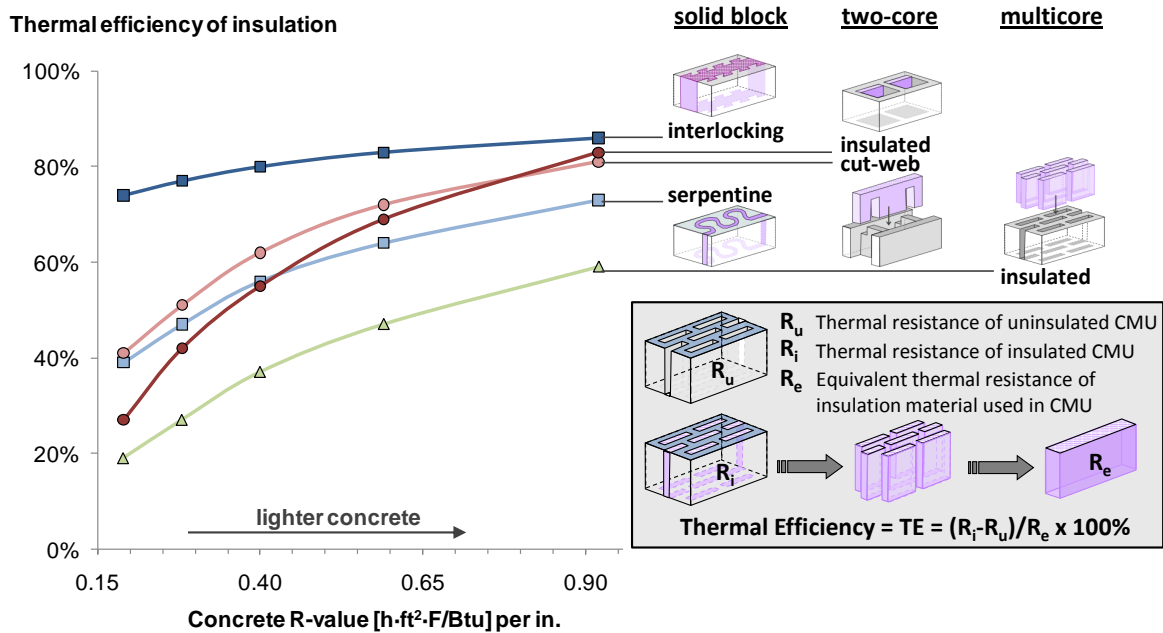 Thermal efficiency of insulation
solid block
two-core
multicore
100%
80%
60%
40%
20%
0%
interlocking
insulated
cut-web
serpentine
insulated
lighter concrete
0.15
0.40
0.65
0.90
Concrete R-value [h·ft²·F/Btu] per in.
Rᵤ
Rᵤ Thermal resistance of uninsulated CMU
Rᵢ Thermal resistance of insulated CMU
Rₑ Equivalent thermal resistance of
insulation material used in CMU
Rᵢ
Rₑ
Thermal Efficiency = TE = (Rᵢ-Rᵤ)/Rₑ x 100%